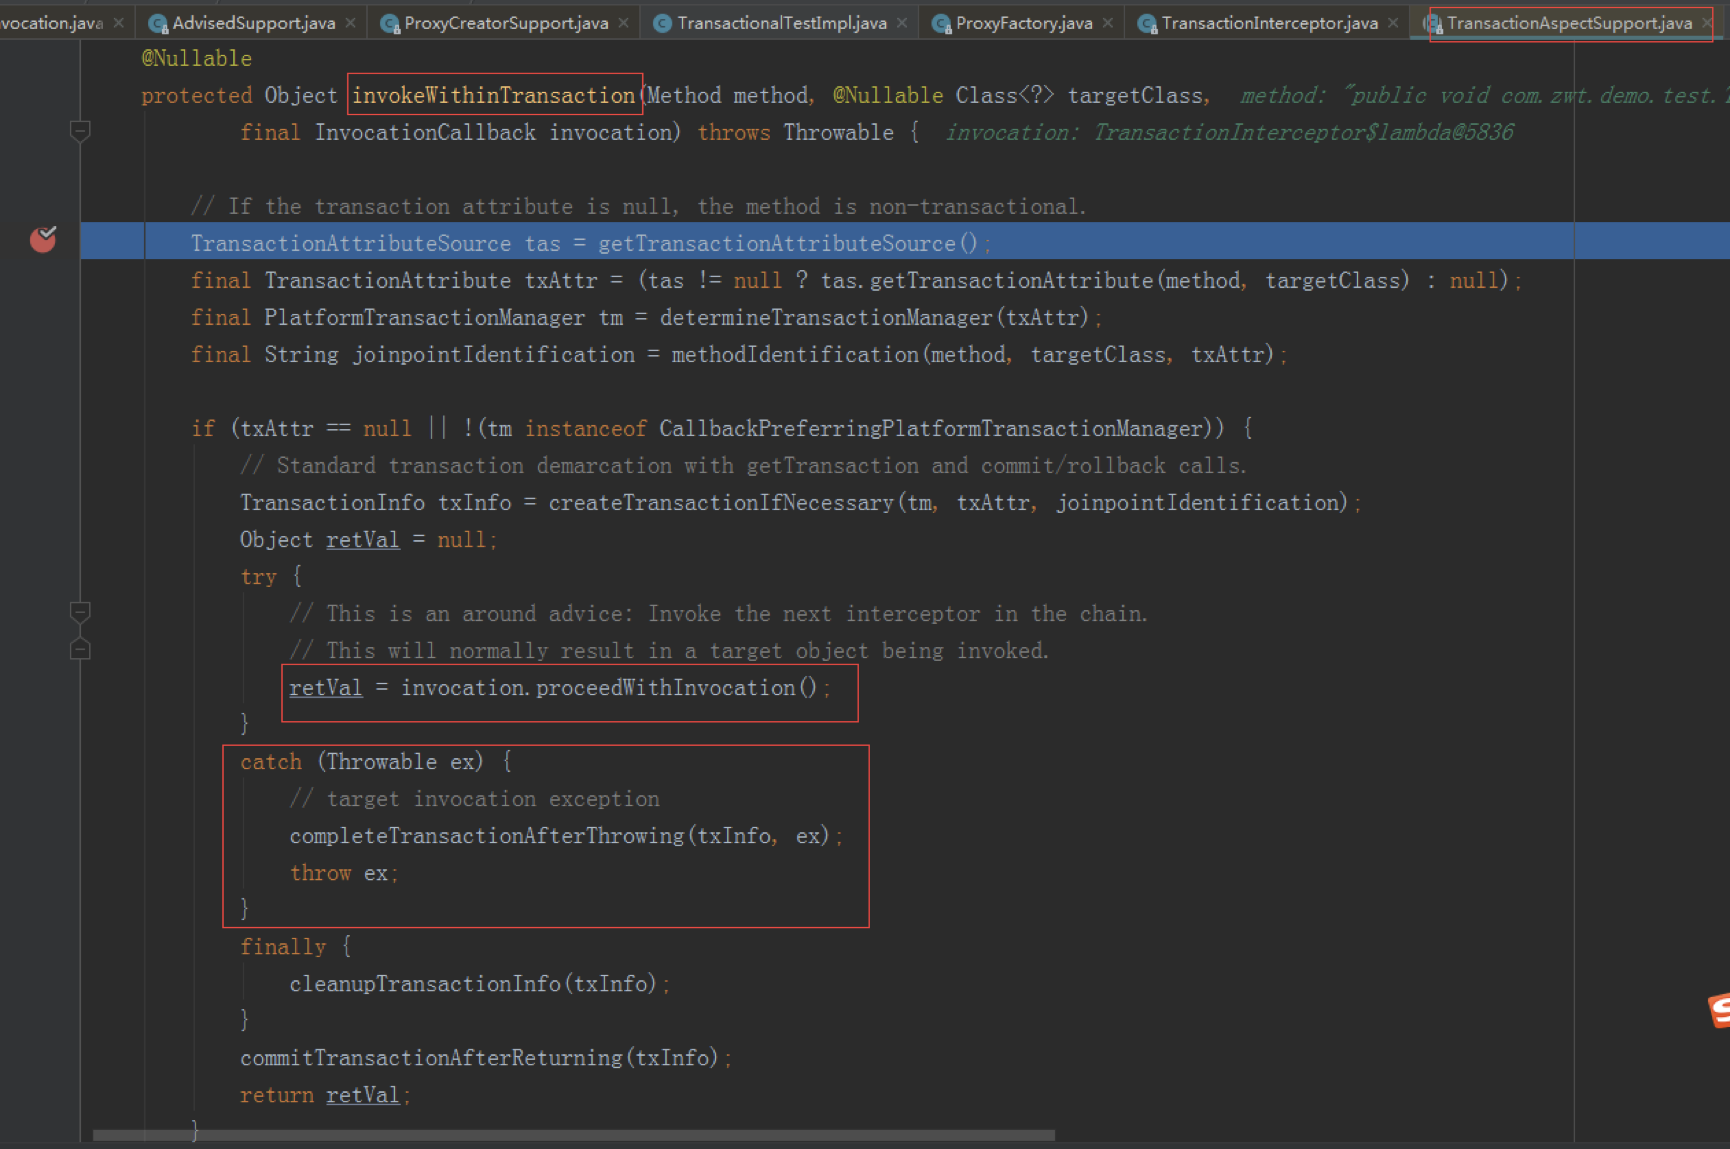 vocation.java AdvisedSupport.java ProxyCreatorSupport.java TransactionalTestImpl.java ProxyFactory.java TransactionInterceptor.java TransactionAspectSupport.java
@Nullable
protected Object invokeWithinTransaction(Method method, @Nullable Class<?> targetClass, method: "public void com.zwt.demo.test.
final InvocationCallback invocation) throws Throwable { invocation: TransactionInterceptor$lambda@5836
// If the transaction attribute is null, the method is non-transactional.
TransactionAttributeSource tas = getTransactionAttributeSource();
final TransactionAttribute txAttr = (tas != null ? tas.getTransactionAttribute(method, targetClass) : null);
final PlatformTransactionManager tm = determineTransactionManager(txAttr);
final String joinpointIdentification = methodIdentification(method, targetClass, txAttr);
if (txAttr == null || !(tm instanceof CallbackPreferringPlatformTransactionManager)) {
// Standard transaction demarcation with getTransaction and commit/rollback calls.
TransactionInfo txInfo = createTransactionIfNecessary(tm, txAttr, joinpointIdentification);
Object retVal = null;
try {
// This is an around advice: Invoke the next interceptor in the chain.
// This will normally result in a target object being invoked.
retVal = invocation.proceedWithInvocation();
}
catch (Throwable ex) {
// target invocation exception
completeTransactionAfterThrowing(txInfo, ex);
throw ex;
}
finally {
cleanupTransactionInfo(txInfo);
}
commitTransactionAfterReturning(txInfo);
return retVal;
}